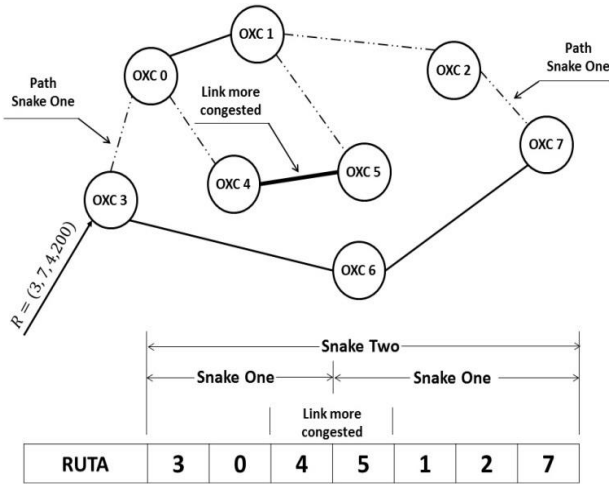 OXC 1
OXC 0
OXC 2
Path
Snake One
Link more
congested
Path
Snake One
OXC 7
OXC 4
OXC 5
OXC 3
OXC 6
R = (3,7,4,200)
Snake Two
Snake One
Snake One
Link more
congested
RUTA 3 0 4 5 1 2 7